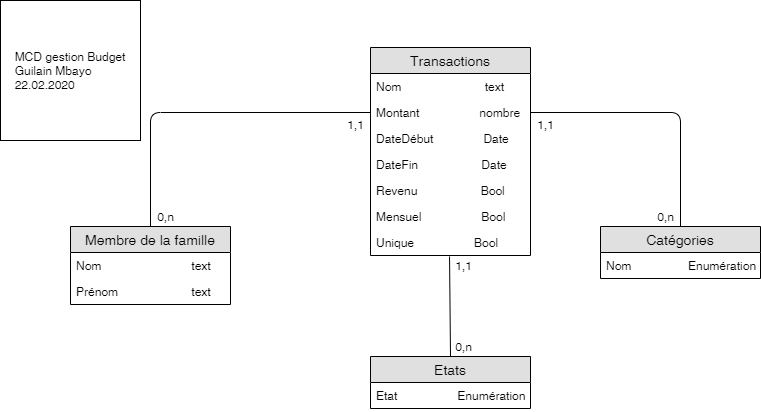 MCD gestion Budget
Guilain Mbayo
22.02.2020
Transactions
Nom text
Montant nombre
DateDébut Date
DateFin Date
Revenu Bool
Mensuel Bool
Unique Bool
1,1
1,1
1,1
0,n
Membre de la famille
Nom text
Prénom text
0,n
Catégories
Nom Enumération
0,n
Etats
Etat Enumération